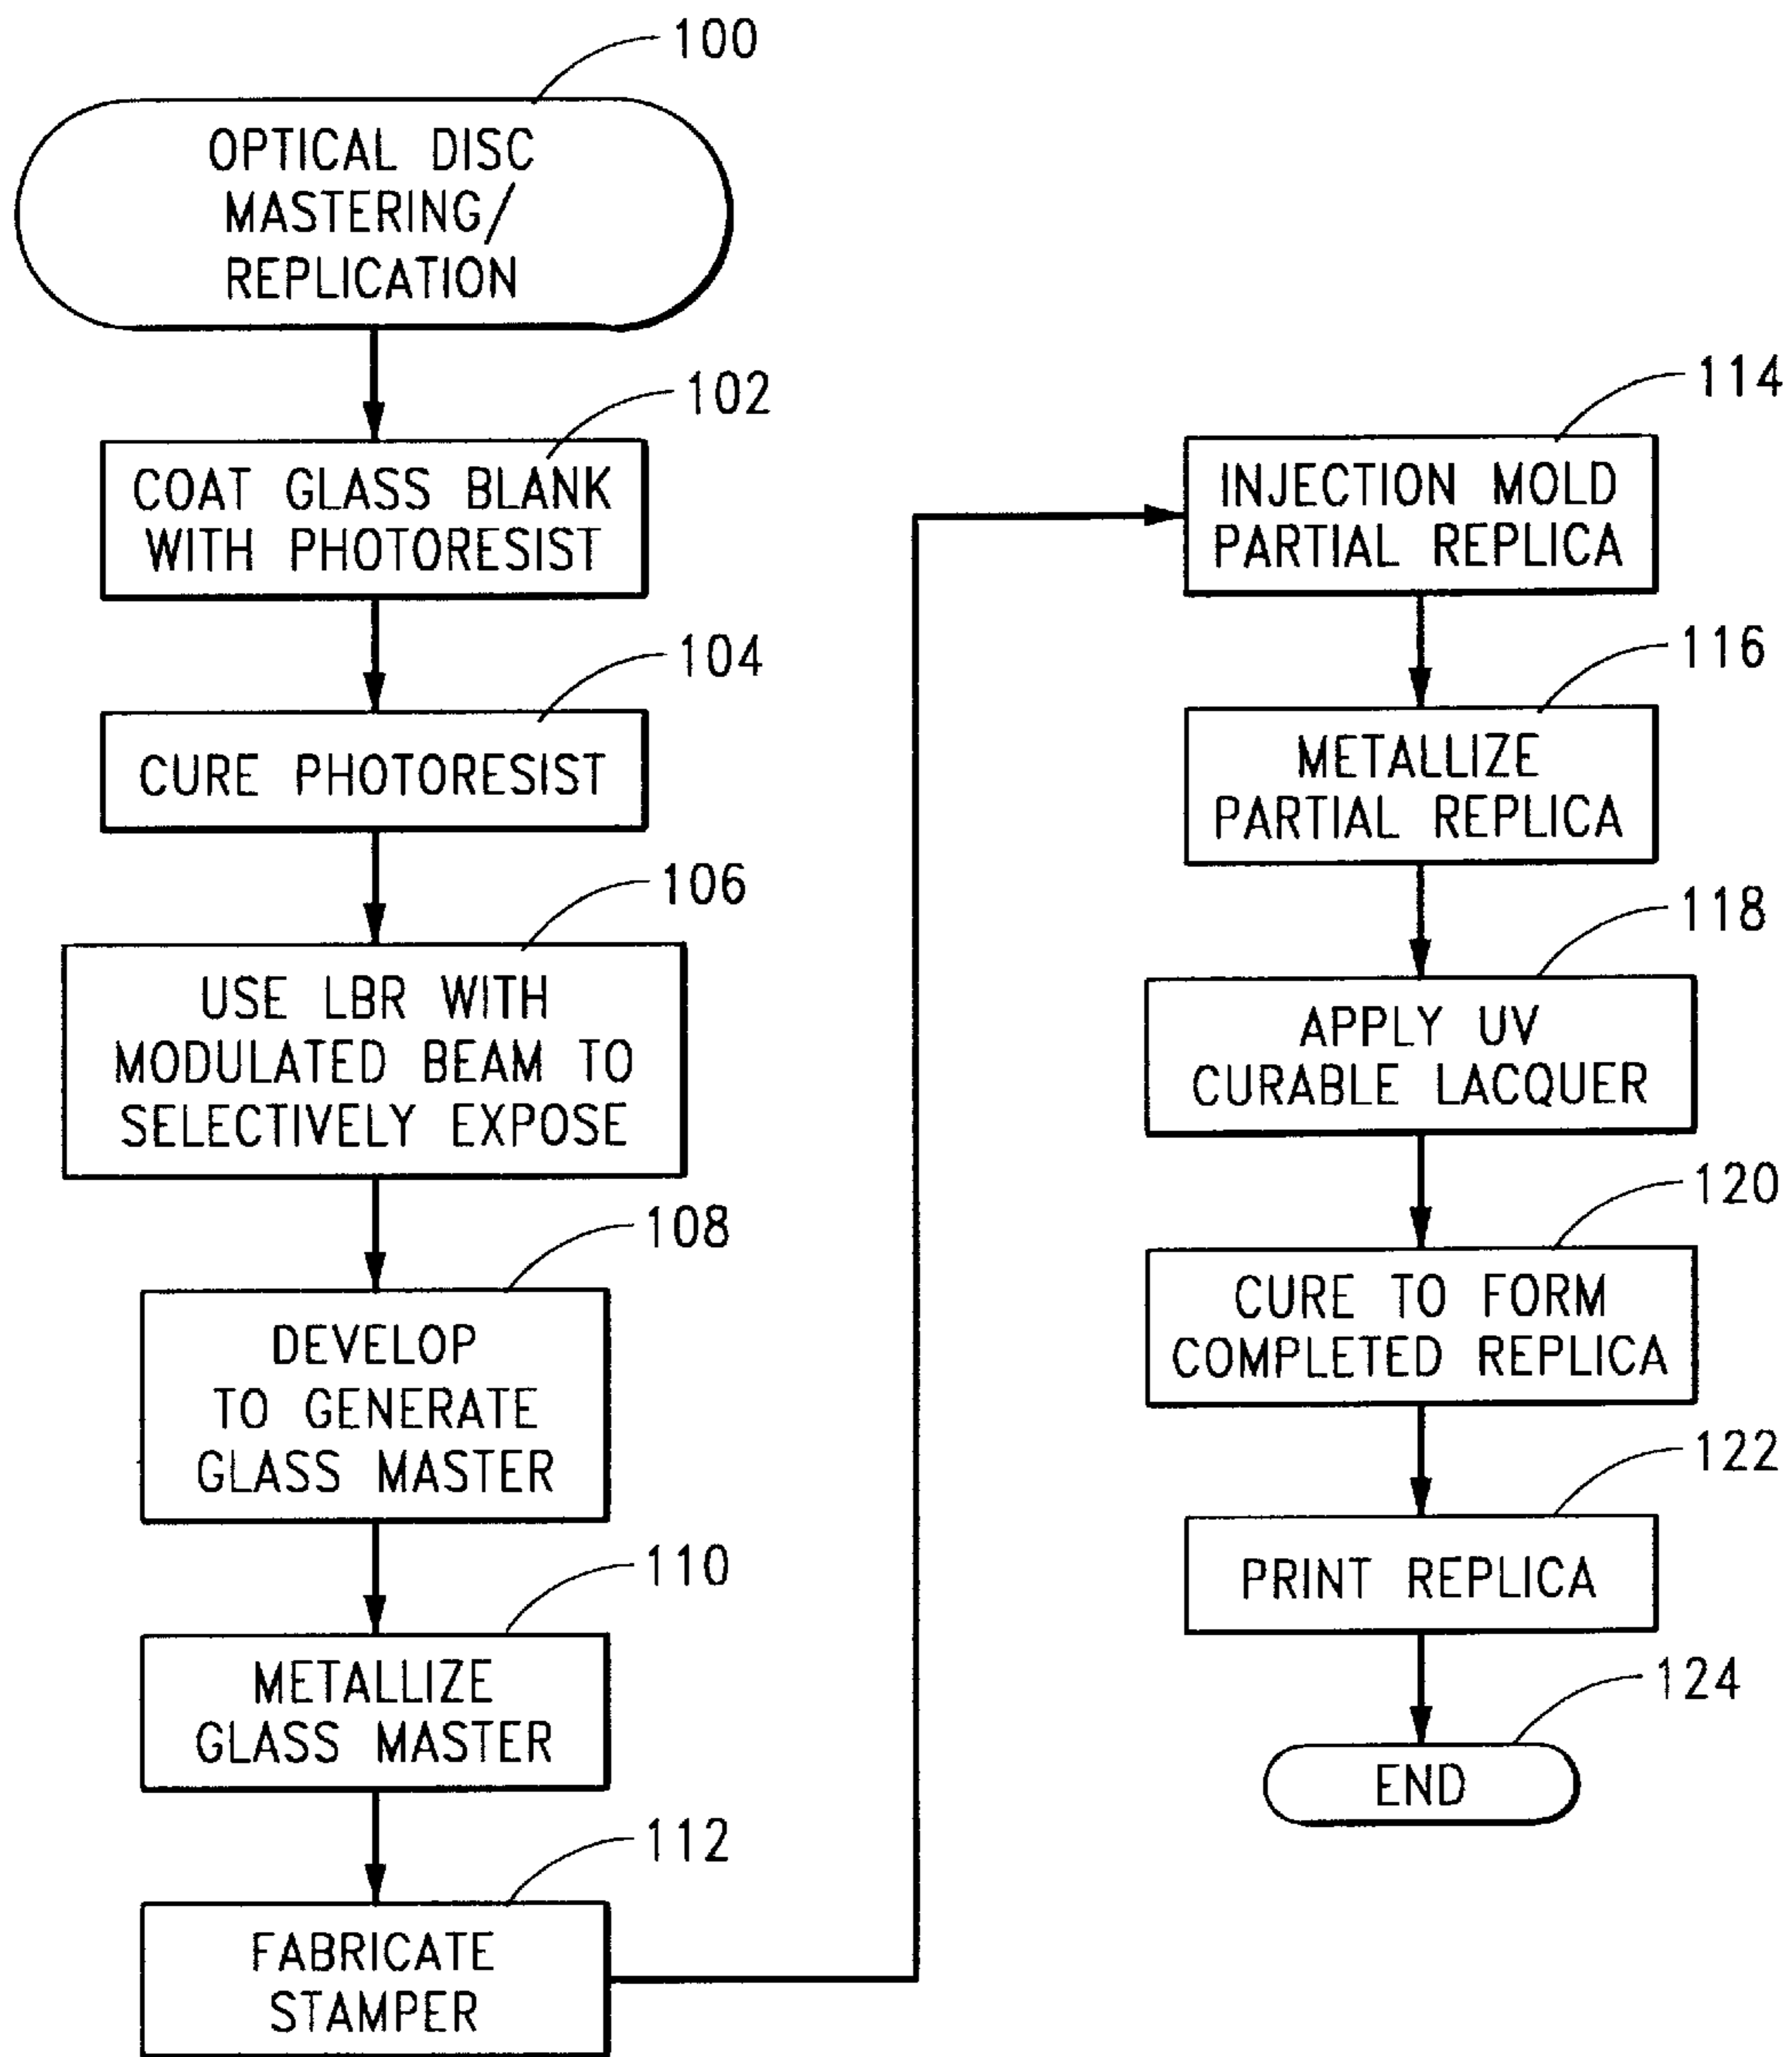 100
OPTICAL DISC
MASTERING/
REPLICATION
102
COAT GLASS BLANK
WITH PHOTORESIST
104
CURE PHOTORESIST
106
USE LBR WITH
MODULATED BEAM TO
SELECTIVELY EXPOSE
108
DEVELOP
TO GENERATE
GLASS MASTER
110
METALLIZE
GLASS MASTER
112
FABRICATE
STAMPER
114
INJECTION MOLD
PARTIAL REPLICA
116
METALLIZE
PARTIAL REPLICA
118
APPLY UV
CURABLE LACQUER
120
CURE TO FORM
COMPLETED REPLICA
122
PRINT REPLICA
124
END